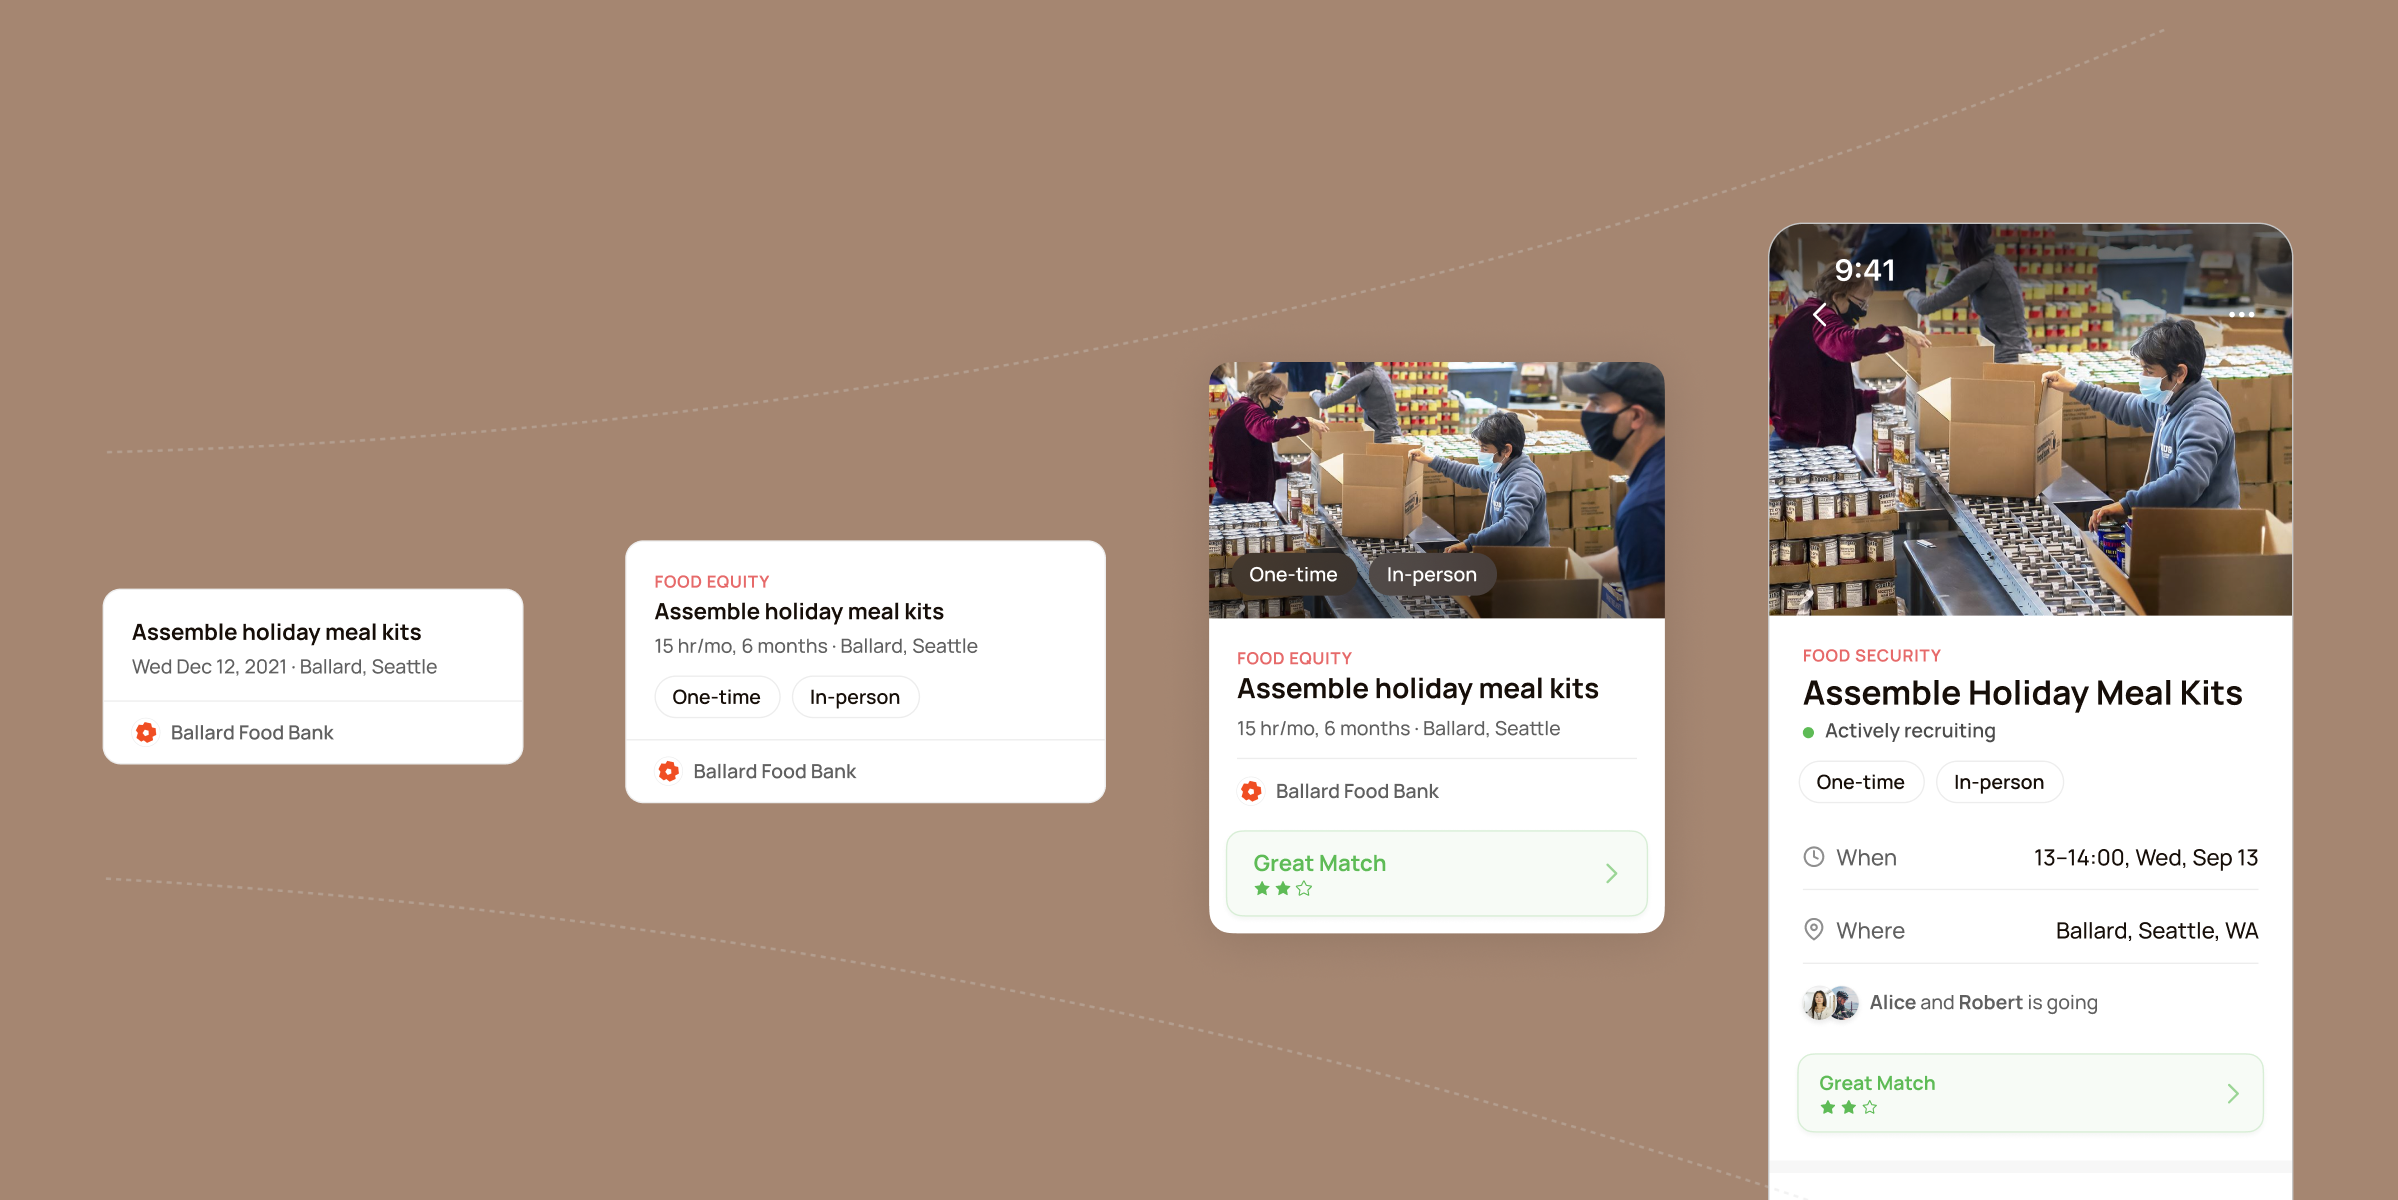 Assemble holiday meal kits
Wed Dec 12, 2021 · Ballard, Seattle
Ballard Food Bank
FOOD EQUITY
Assemble holiday meal kits
15 hr/mo, 6 months · Ballard, Seattle
One-time
In-person
Ballard Food Bank
One-time
In-person
FOOD EQUITY
Assemble holiday meal kits
15 hr/mo, 6 months · Ballard, Seattle
Ballard Food Bank
Great Match
9:41
FOOD SECURITY
Assemble Holiday Meal Kits
Actively recruiting
One-time
In-person
When
13–14:00, Wed, Sep 13
Where
Ballard, Seattle, WA
Alice and Robert is going
Great Match